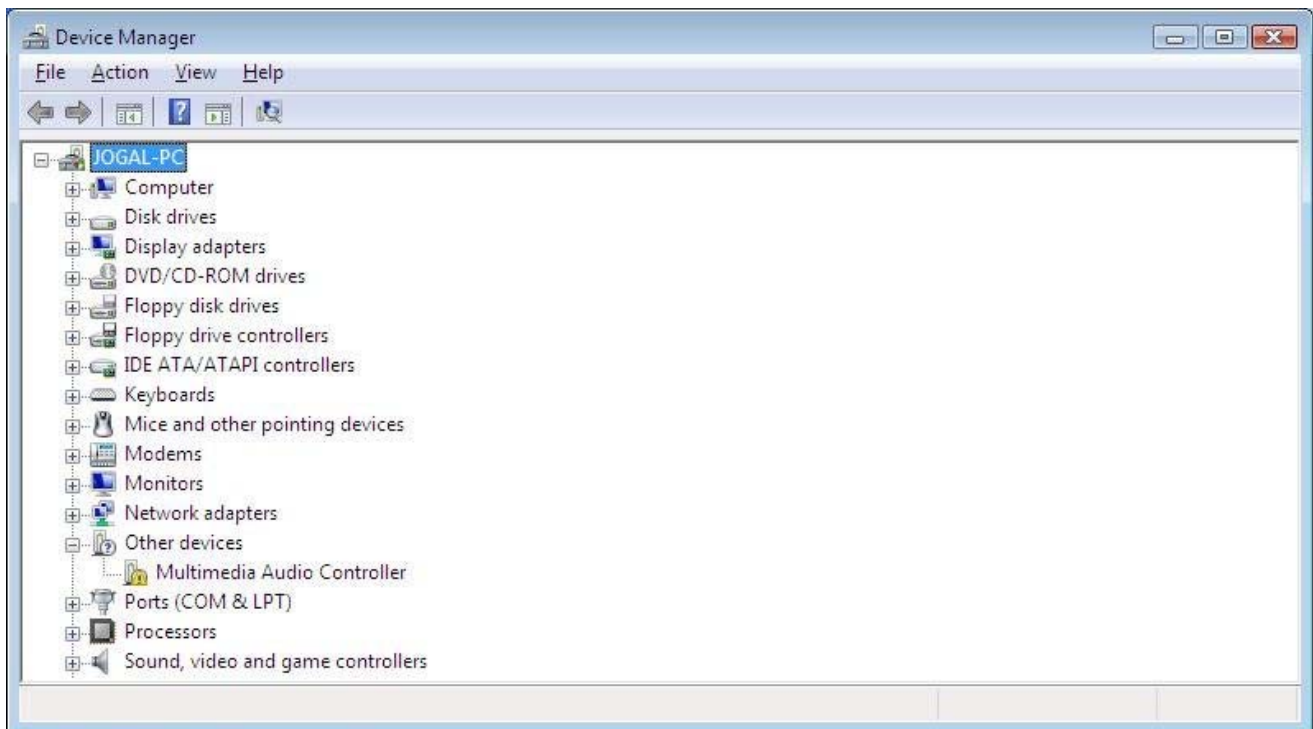 Device Manager
File Action View Help
JOGAL-PC
Computer
Disk drives
Display adapters
DVD/CD-ROM drives
Floppy disk drives
Floppy drive controllers
IDE ATA/ATAPI controllers
Keyboards
Mice and other pointing devices
Modems
Monitors
Network adapters
Other devices
Multimedia Audio Controller
Ports (COM & LPT)
Processors
Sound, video and game controllers